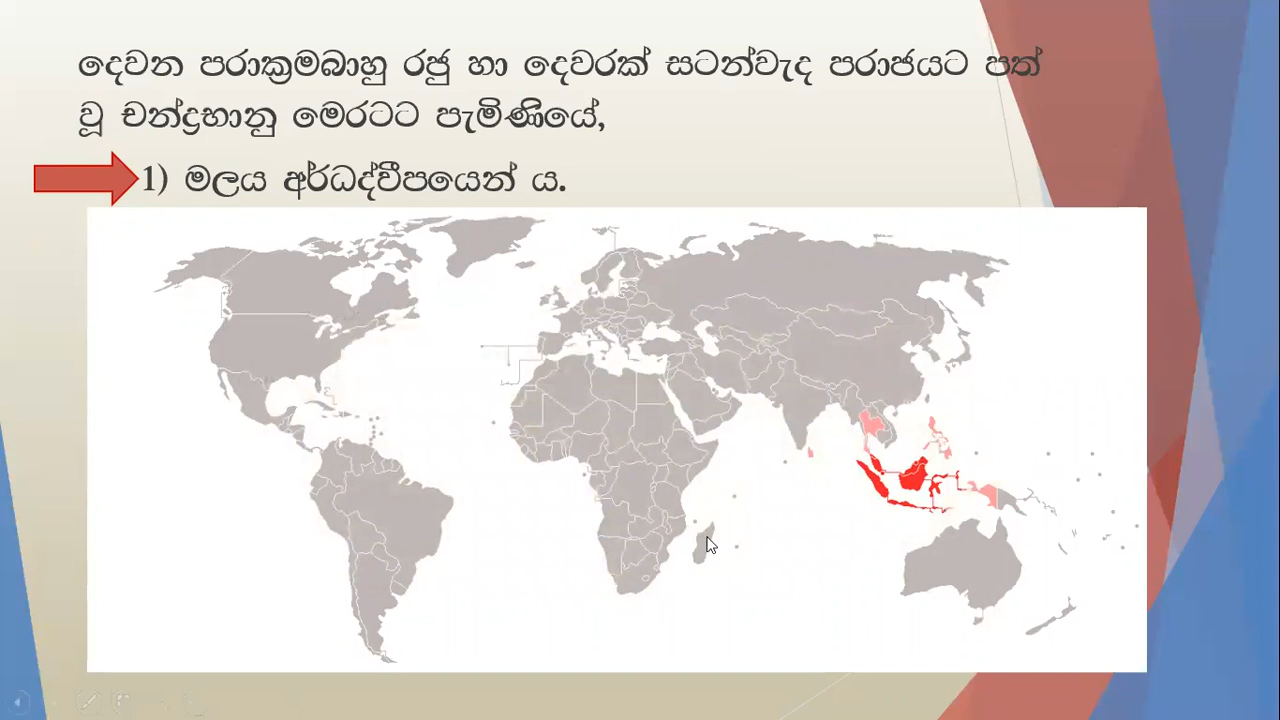 දෙවන පරාක්‍රමබාහු රජු හා දෙවරක් සටන්වැද පරාජයට පත්
වූ චන්ද්‍රභානු මෙරටට පැමිණියේ,
1) මලය අර්ධද්වීපයෙන් ය.